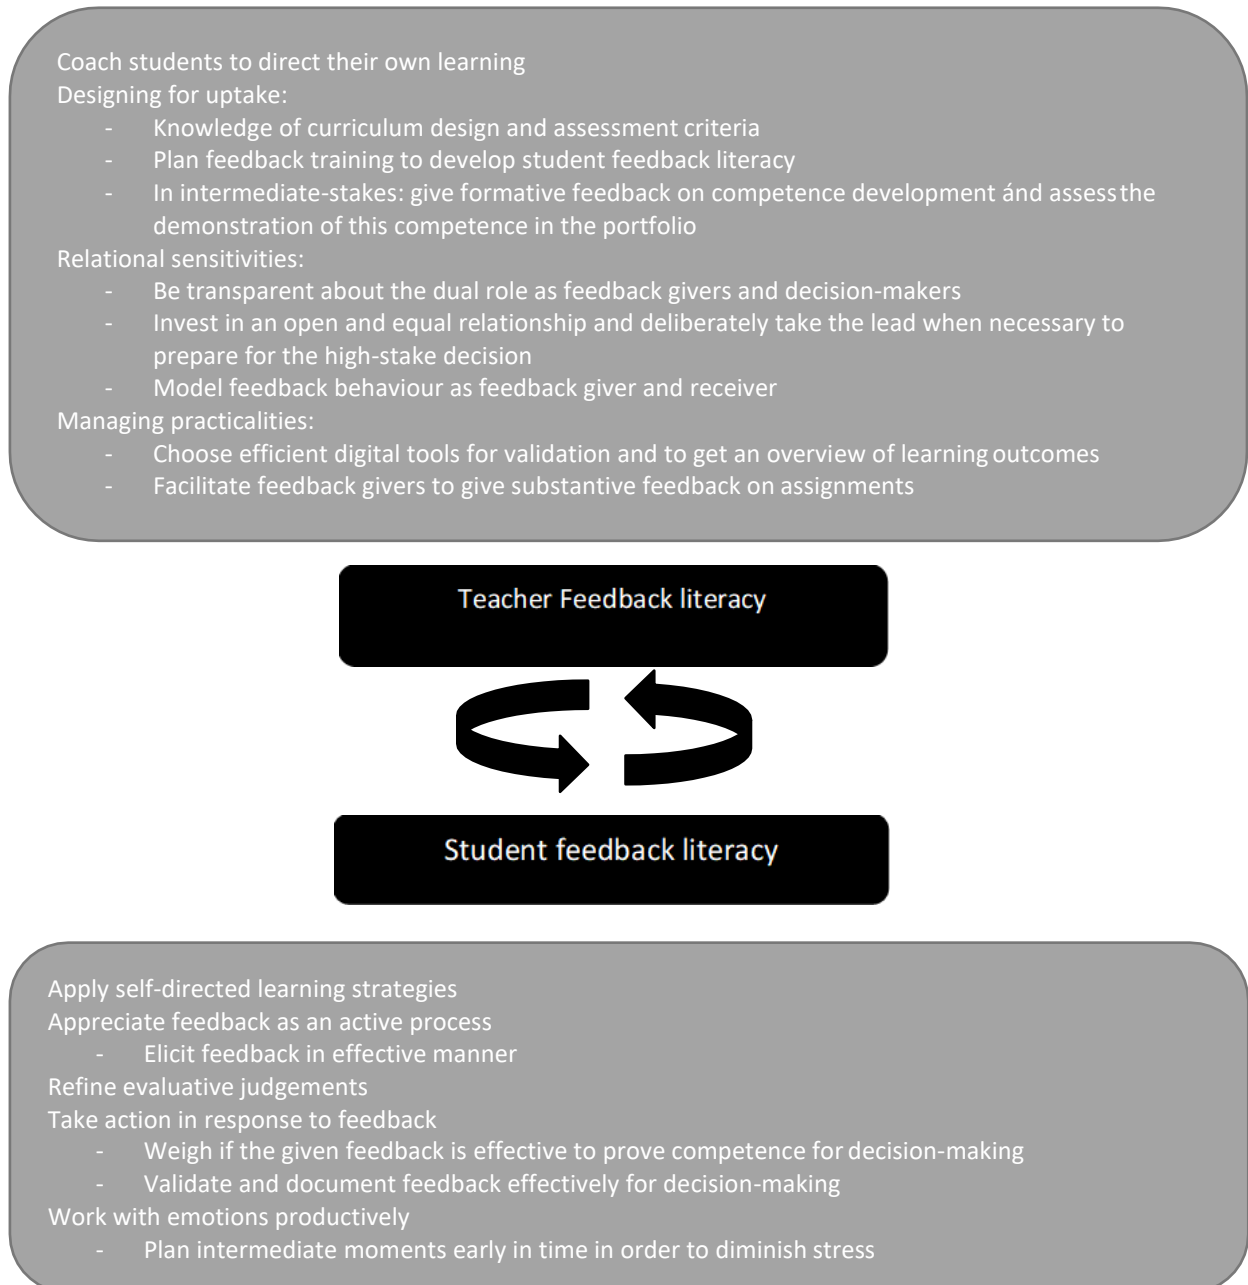 Coach students to direct their own learning
Designing for uptake:
- Knowledge of curriculum design and assessment criteria
- Plan feedback training to develop student feedback literacy
- In intermediate-stakes: give formative feedback on competence development ánd assess the
demonstration of this competence in the portfolio
Relational sensitivities:
- Be transparent about the dual role as feedback givers and decision-makers
- Invest in an open and equal relationship and deliberately take the lead when necessary to
prepare for the high-stake decision
- Model feedback behaviour as feedback giver and receiver
Managing practicalities:
- Choose efficient digital tools for validation and to get an overview of learning outcomes
- Facilitate feedback givers to give substantive feedback on assignments
Teacher Feedback literacy
Student feedback literacy
Apply self-directed learning strategies
Appreciate feedback as an active process
- Elicit feedback in effective manner
Refine evaluative judgements
Take action in response to feedback
- Weigh if the given feedback is effective to prove competence for decision-making
- Validate and document feedback effectively for decision-making
Work with emotions productively
- Plan intermediate moments early in time in order to diminish stress